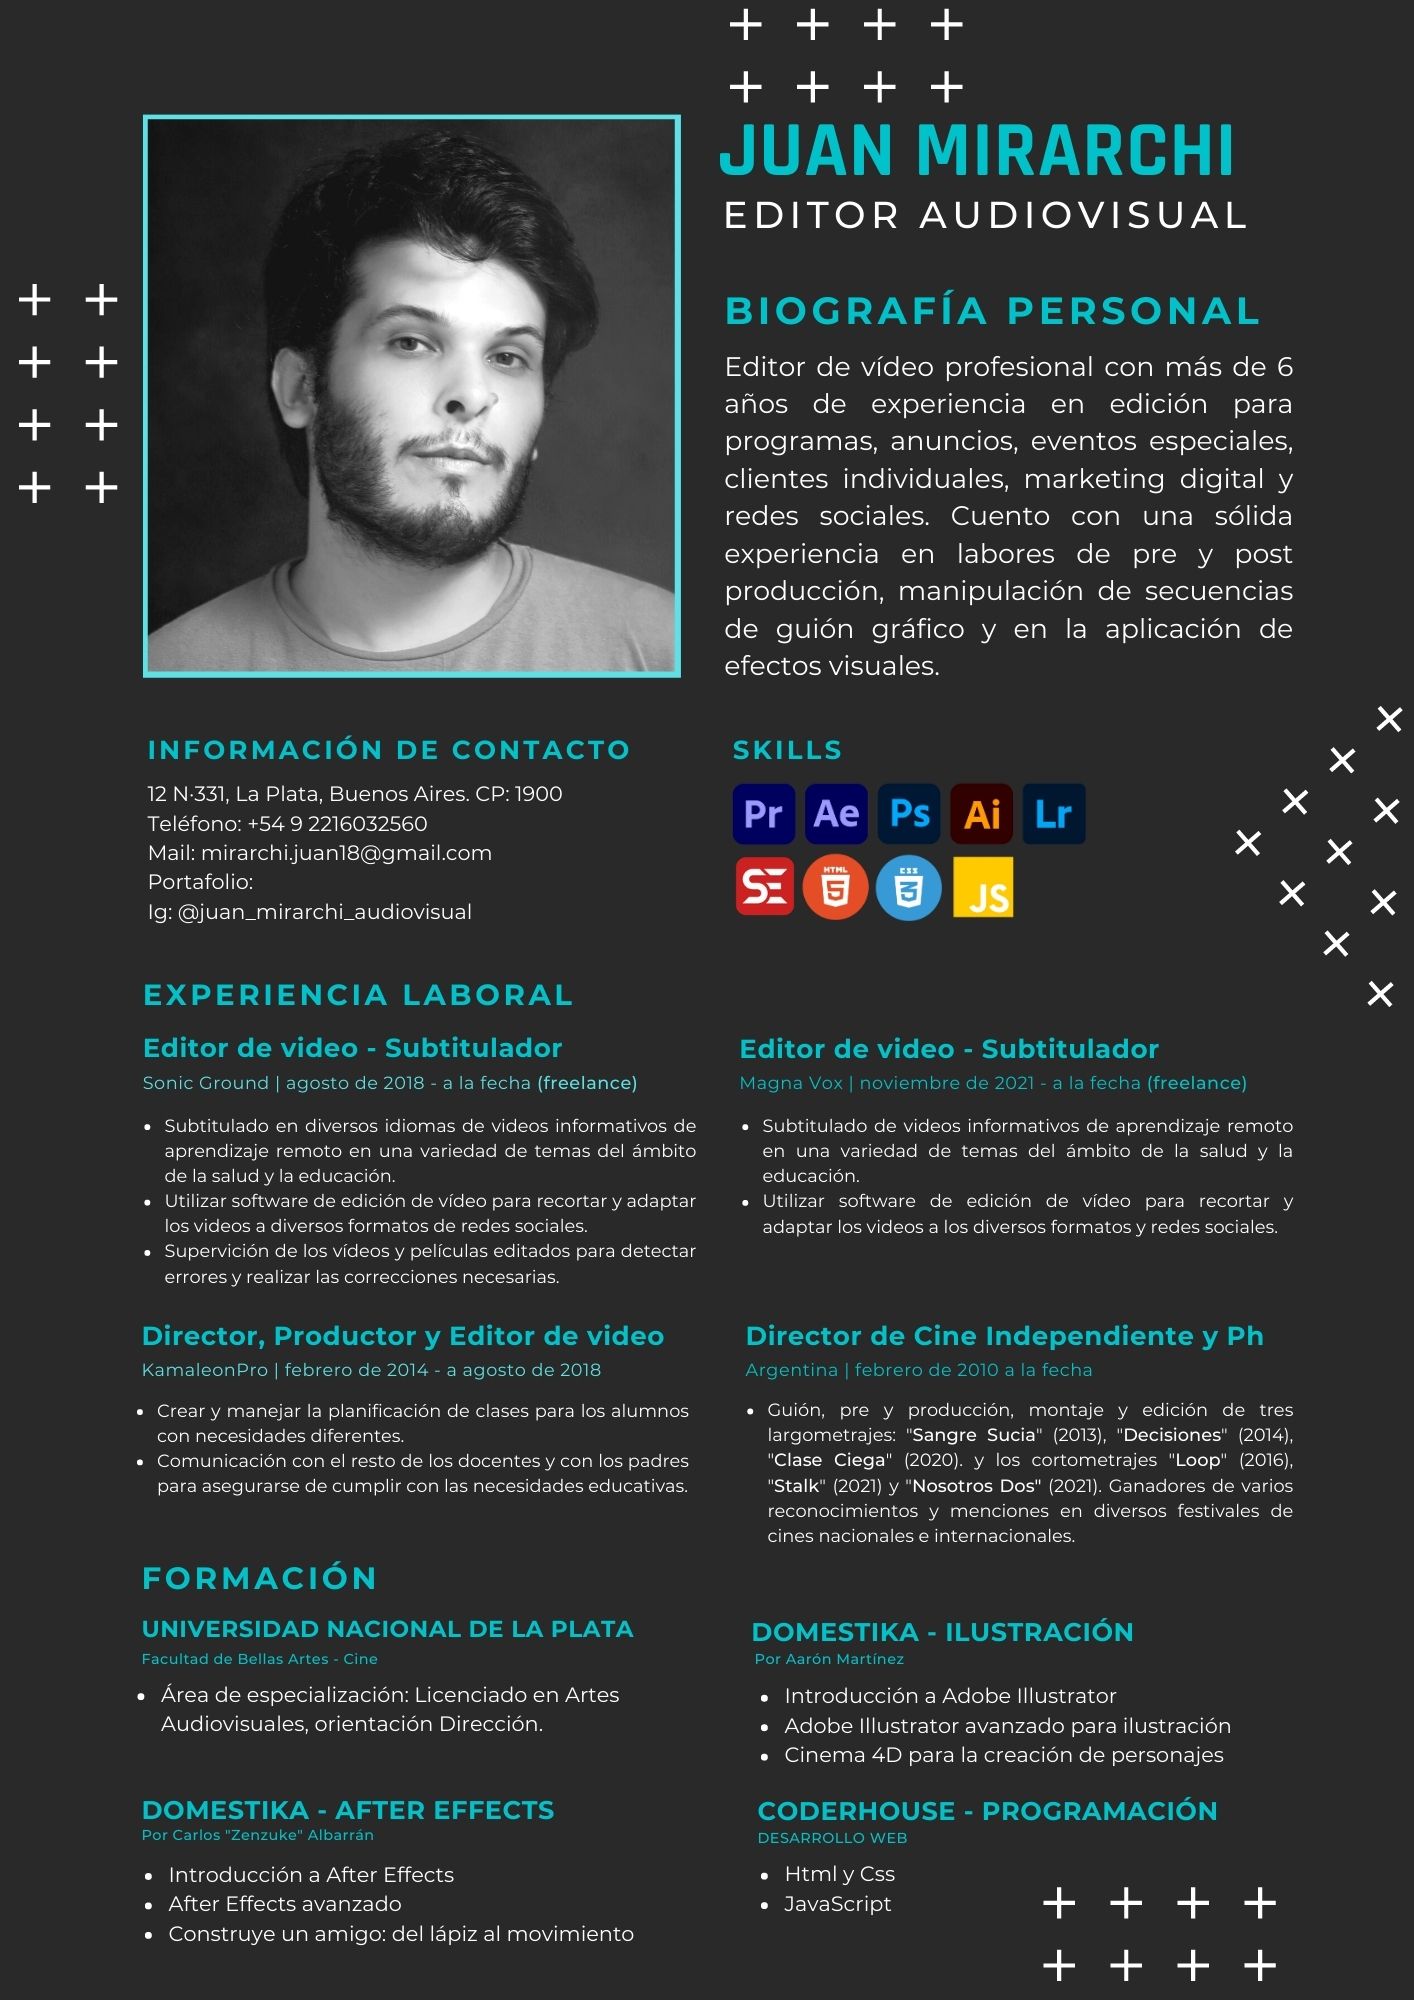 JUAN MIRARCHI
EDITOR AUDIOVISUAL
BIOGRAFÍA PERSONAL
Editor de vídeo profesional con más de 6
años de experiencia en edición para
programas, anuncios, eventos especiales,
clientes individuales, marketing digital y
redes sociales. Cuento con una sólida
experiencia en labores de pre y post
producción, manipulación de secuencias
de guión gráfico y en la aplicación de
efectos visuales.
INFORMACIÓN DE CONTACTO
12 N·331, La Plata, Buenos Aires. CP: 1900
Teléfono: +54 9 2216032560
Mail: mirarchi.juan18@gmail.com
Portafolio:
Ig: @juan_mirarchi_audiovisual
SKILLS
Pr Ae Ps Ai Lr
SE HTML 5 CSS 3 JS
EXPERIENCIA LABORAL
Editor de video - Subtitulador
Sonic Ground | agosto de 2018 - a la fecha (freelance)
• Subtitulado en diversos idiomas de videos informativos de
aprendizaje remoto en una variedad de temas del ámbito
de la salud y la educación.
• Utilizar software de edición de vídeo para recortar y adaptar
los videos a diversos formatos de redes sociales.
• Supervición de los vídeos y películas editados para detectar
errores y realizar las correcciones necesarias.
Editor de video - Subtitulador
Magna Vox | noviembre de 2021 - a la fecha (freelance)
• Subtitulado de videos informativos de aprendizaje remoto
en una variedad de temas del ámbito de la salud y la
educación.
• Utilizar software de edición de vídeo para recortar y
adaptar los videos a los diversos formatos y redes sociales.
Director, Productor y Editor de video
KamaleonPro | febrero de 2014 - a agosto de 2018
• Crear y manejar la planificación de clases para los alumnos
con necesidades diferentes.
• Comunicación con el resto de los docentes y con los padres
para asegurarse de cumplir con las necesidades educativas.
Director de Cine Independiente y Ph
Argentina | febrero de 2010 a la fecha
• Guión, pre y producción, montaje y edición de tres
largometrajes: "Sangre Sucia" (2013), "Decisiones" (2014),
"Clase Ciega" (2020). y los cortometrajes "Loop" (2016),
"Stalk" (2021) y "Nosotros Dos" (2021). Ganadores de varios
reconocimientos y menciones en diversos festivales de
cines nacionales e internacionales.
FORMACIÓN
UNIVERSIDAD NACIONAL DE LA PLATA
Facultad de Bellas Artes - Cine
• Área de especialización: Licenciado en Artes
Audiovisuales, orientación Dirección.
DOMESTIKA - ILUSTRACIÓN
Por Aarón Martínez
• Introducción a Adobe Illustrator
• Adobe Illustrator avanzado para ilustración
• Cinema 4D para la creación de personajes
DOMESTIKA - AFTER EFFECTS
Por Carlos "Zenzuke" Albarrán
• Introducción a After Effects
• After Effects avanzado
• Construye un amigo: del lápiz al movimiento
CODERHOUSE - PROGRAMACIÓN
DESARROLLO WEB
• Html y Css
• JavaScript